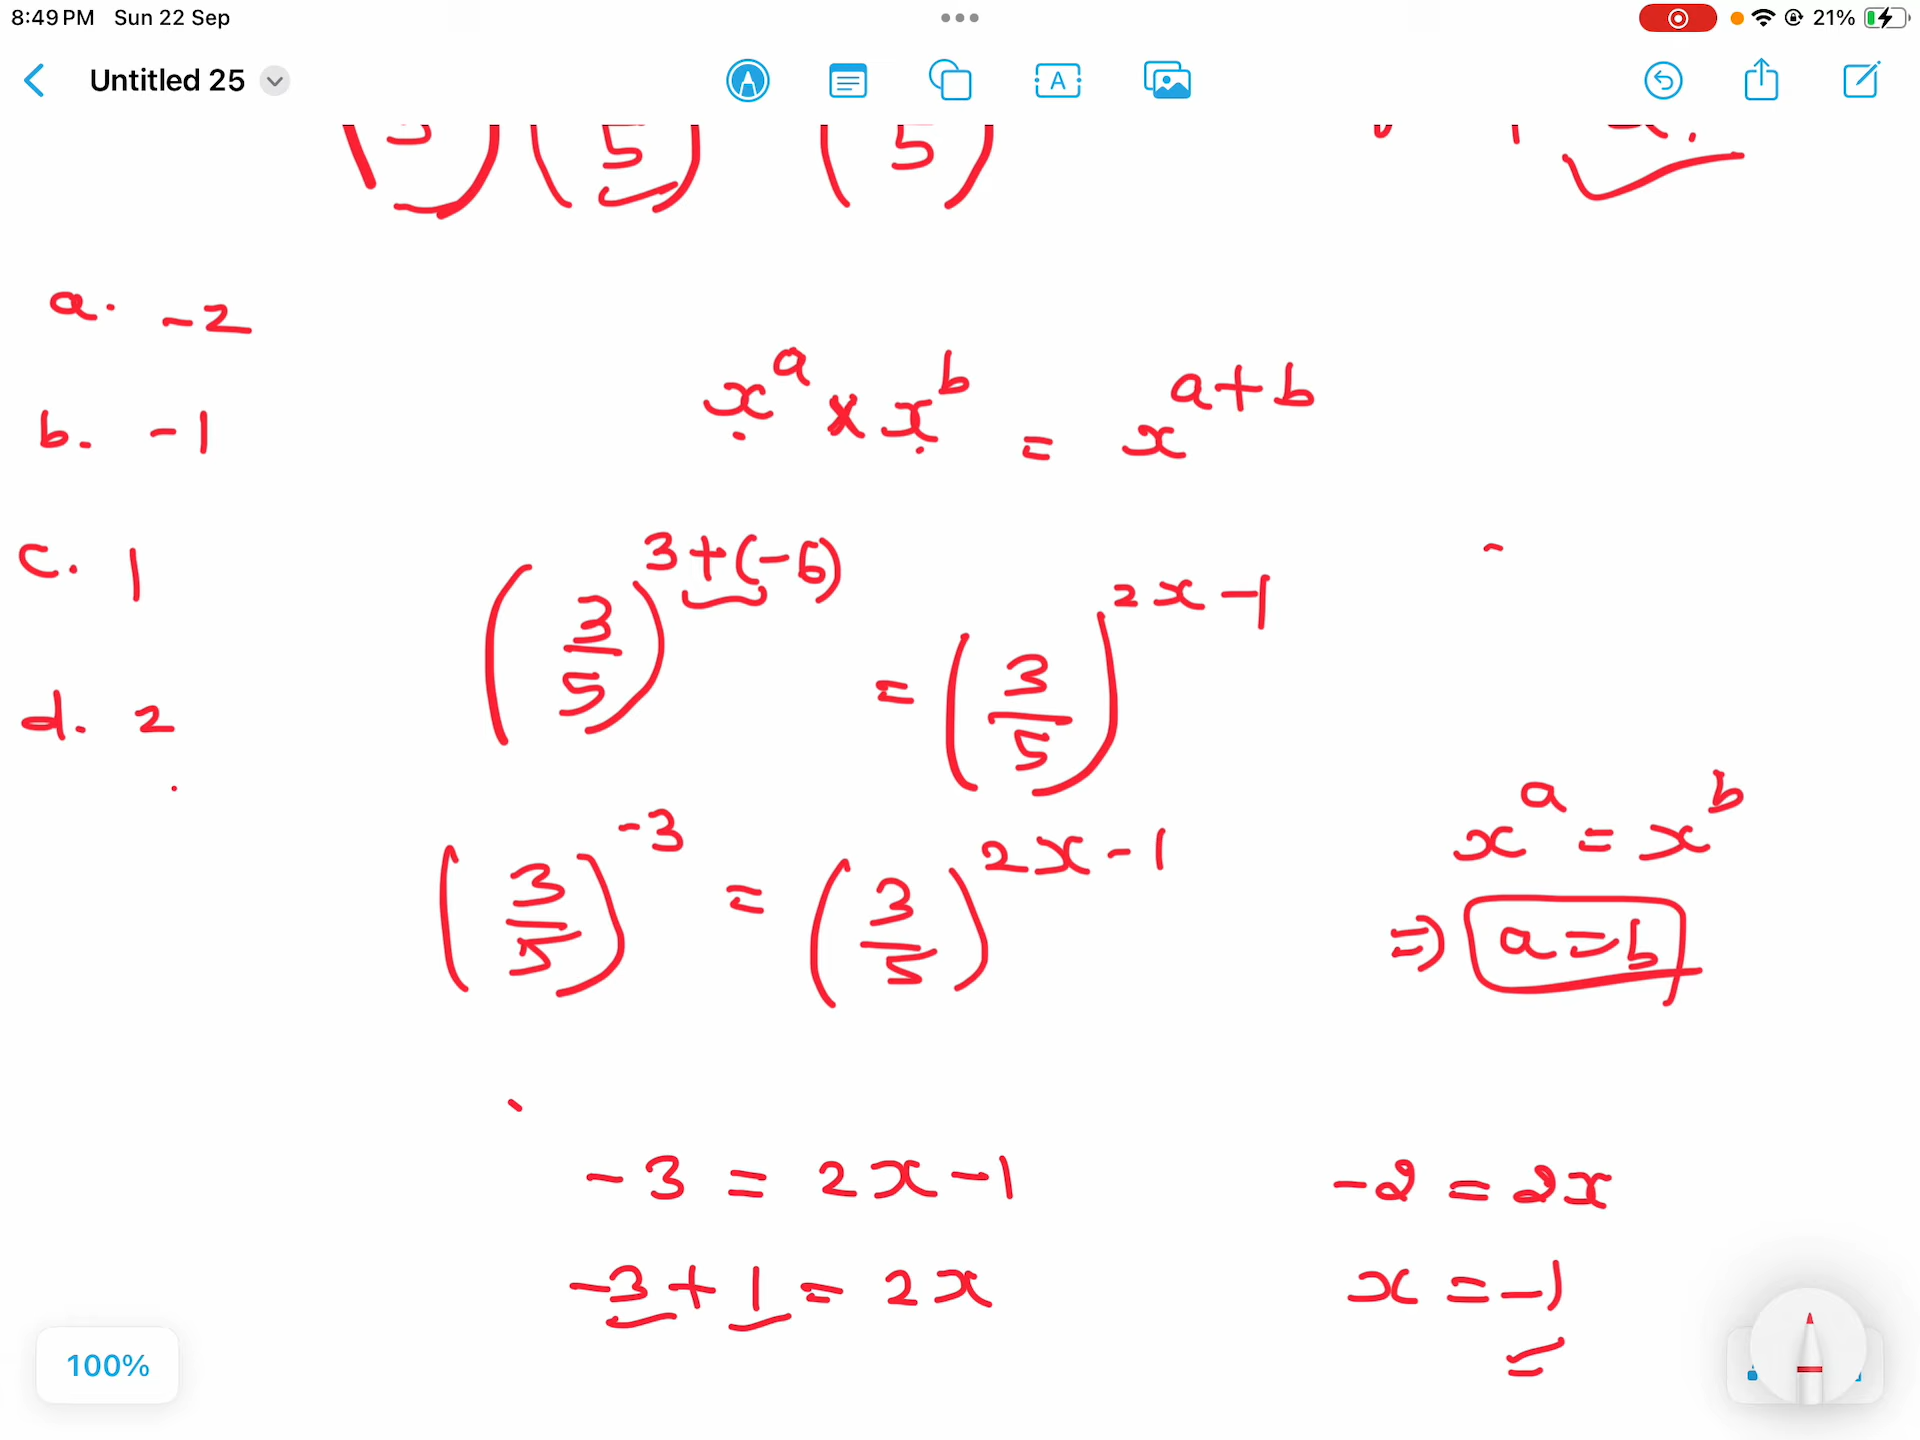 8:49 PM Sun 22 Sep 21%
Untitled 25
5 5
a. -2
x^a × x^b = x^(a+b)
b. -1
c. 1
(3/5)^(3+(-6)) = (3/5)^(2x-1)
d. 2
(3/5)^(-3) = (3/5)^(2x-1)
x^a = x^b
⇒ a=b
-3 = 2x-1
-2 = 2x
-3+1 = 2x
x = -1
100%